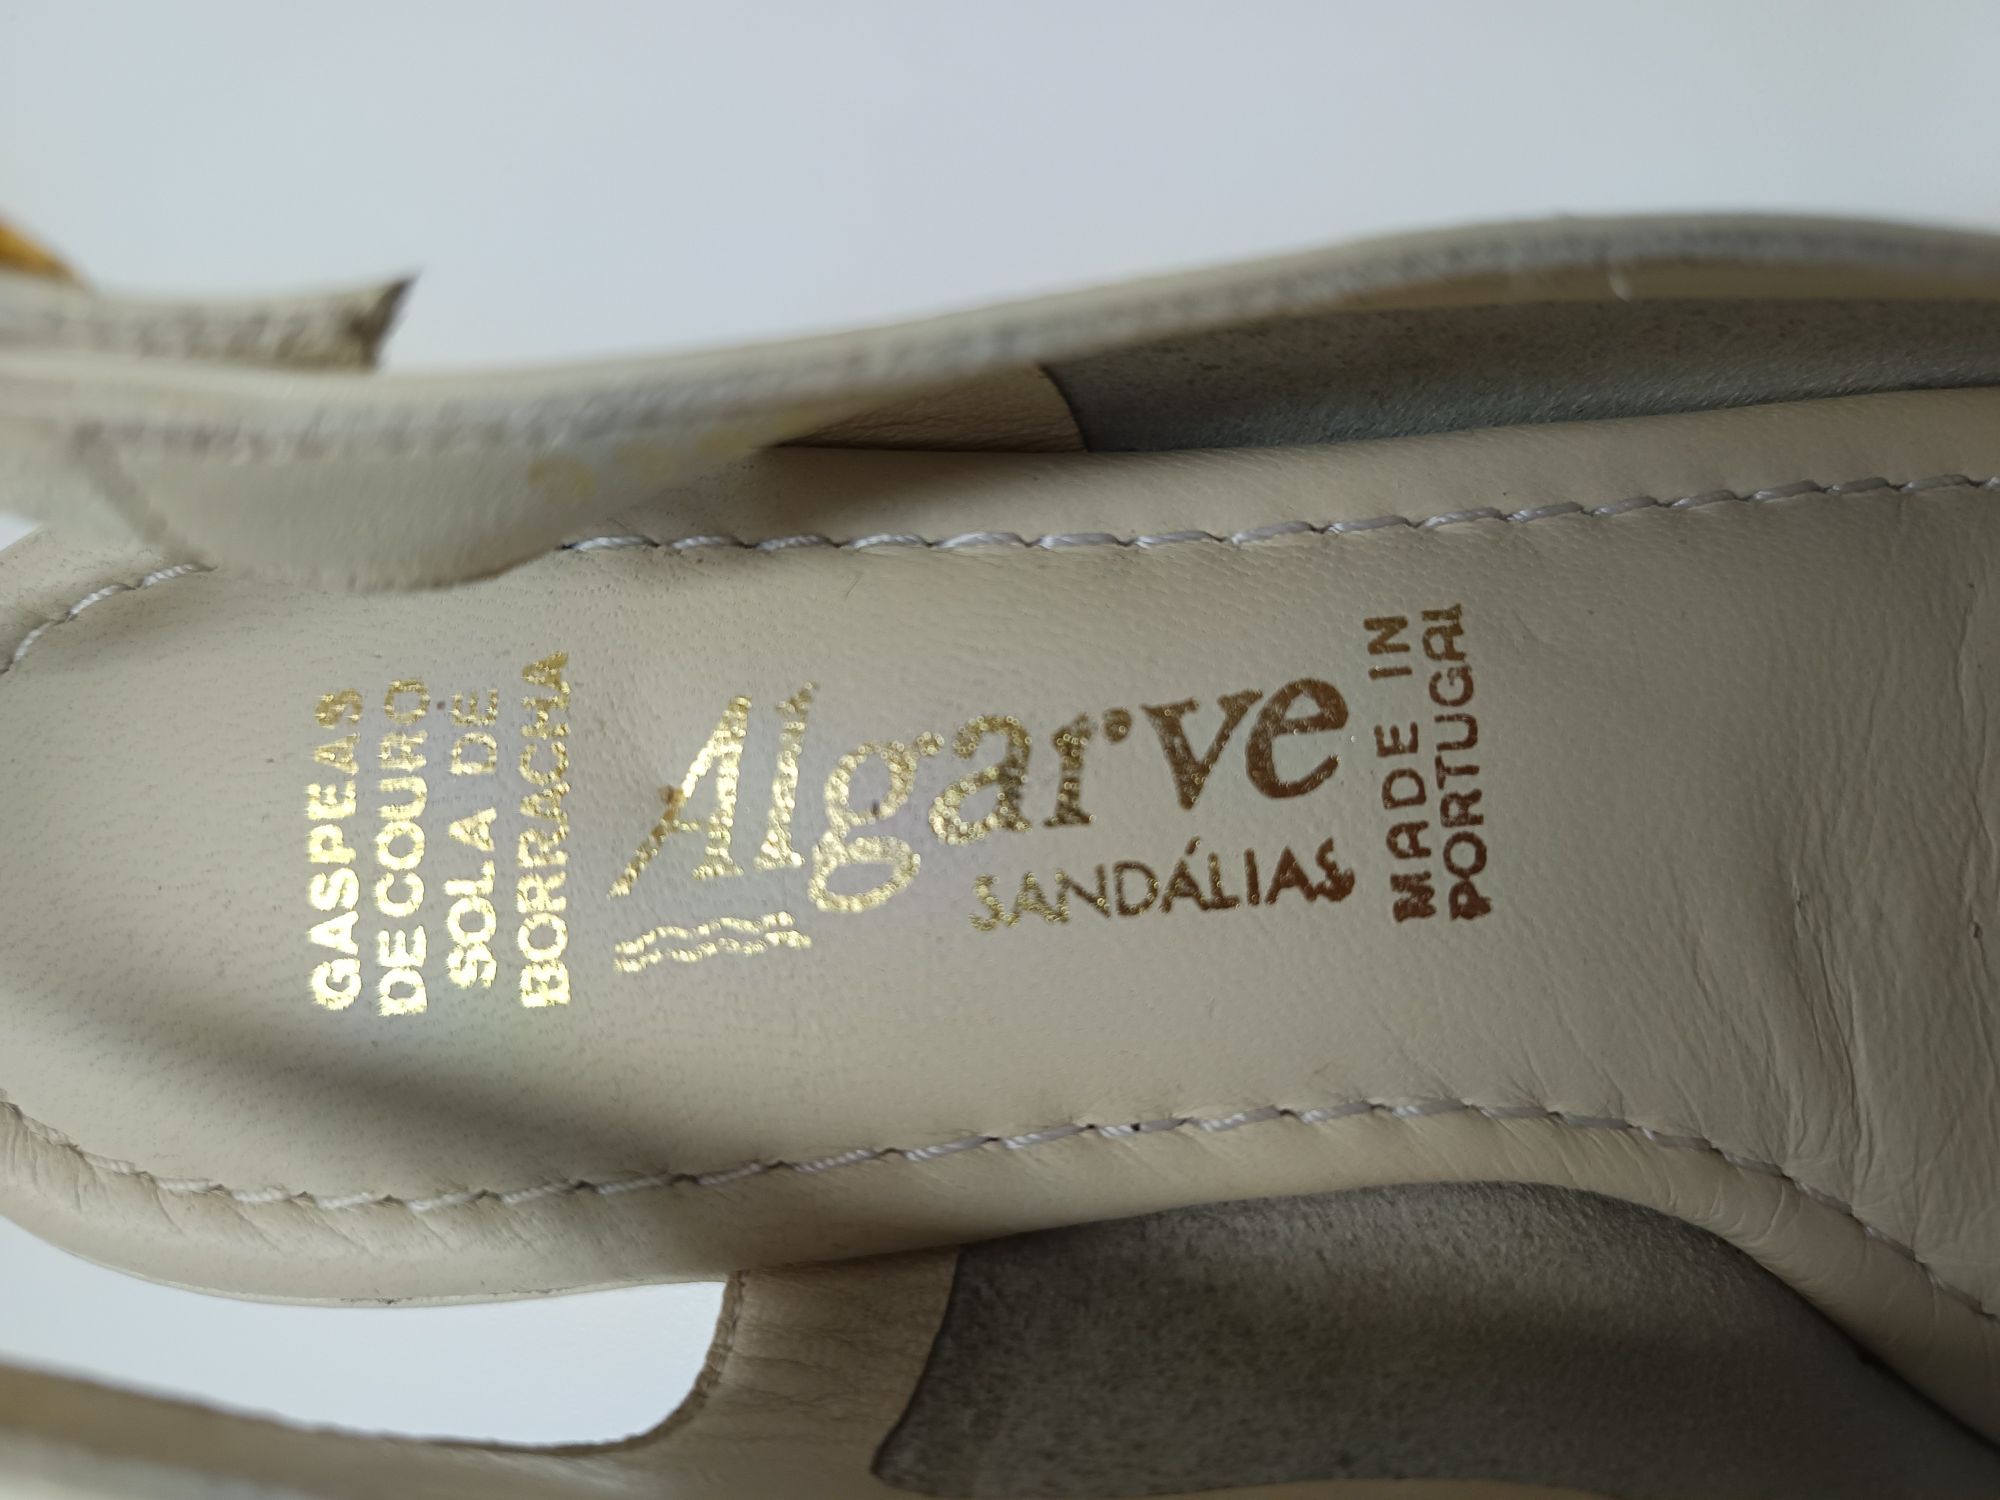 GASPEAS
DE COURO
SOLA DE
BORRACHA
Algarve
SANDÁLIAS
MADE IN
PORTUGAL